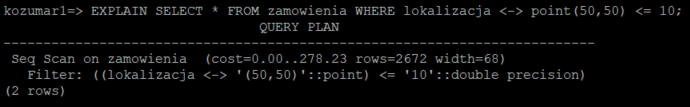 kozumar1=> EXPLAIN SELECT * FROM zamowienia WHERE lokalizacja <-> point(50,50) <= 10;
QUERY PLAN
--------------------------------------------------------------------------
Seq Scan on zamowienia  (cost=0.00..278.23 rows=2672 width=68)
Filter: ((lokalizacja <-> '(50,50)'::point) <= '10'::double precision)
(2 rows)